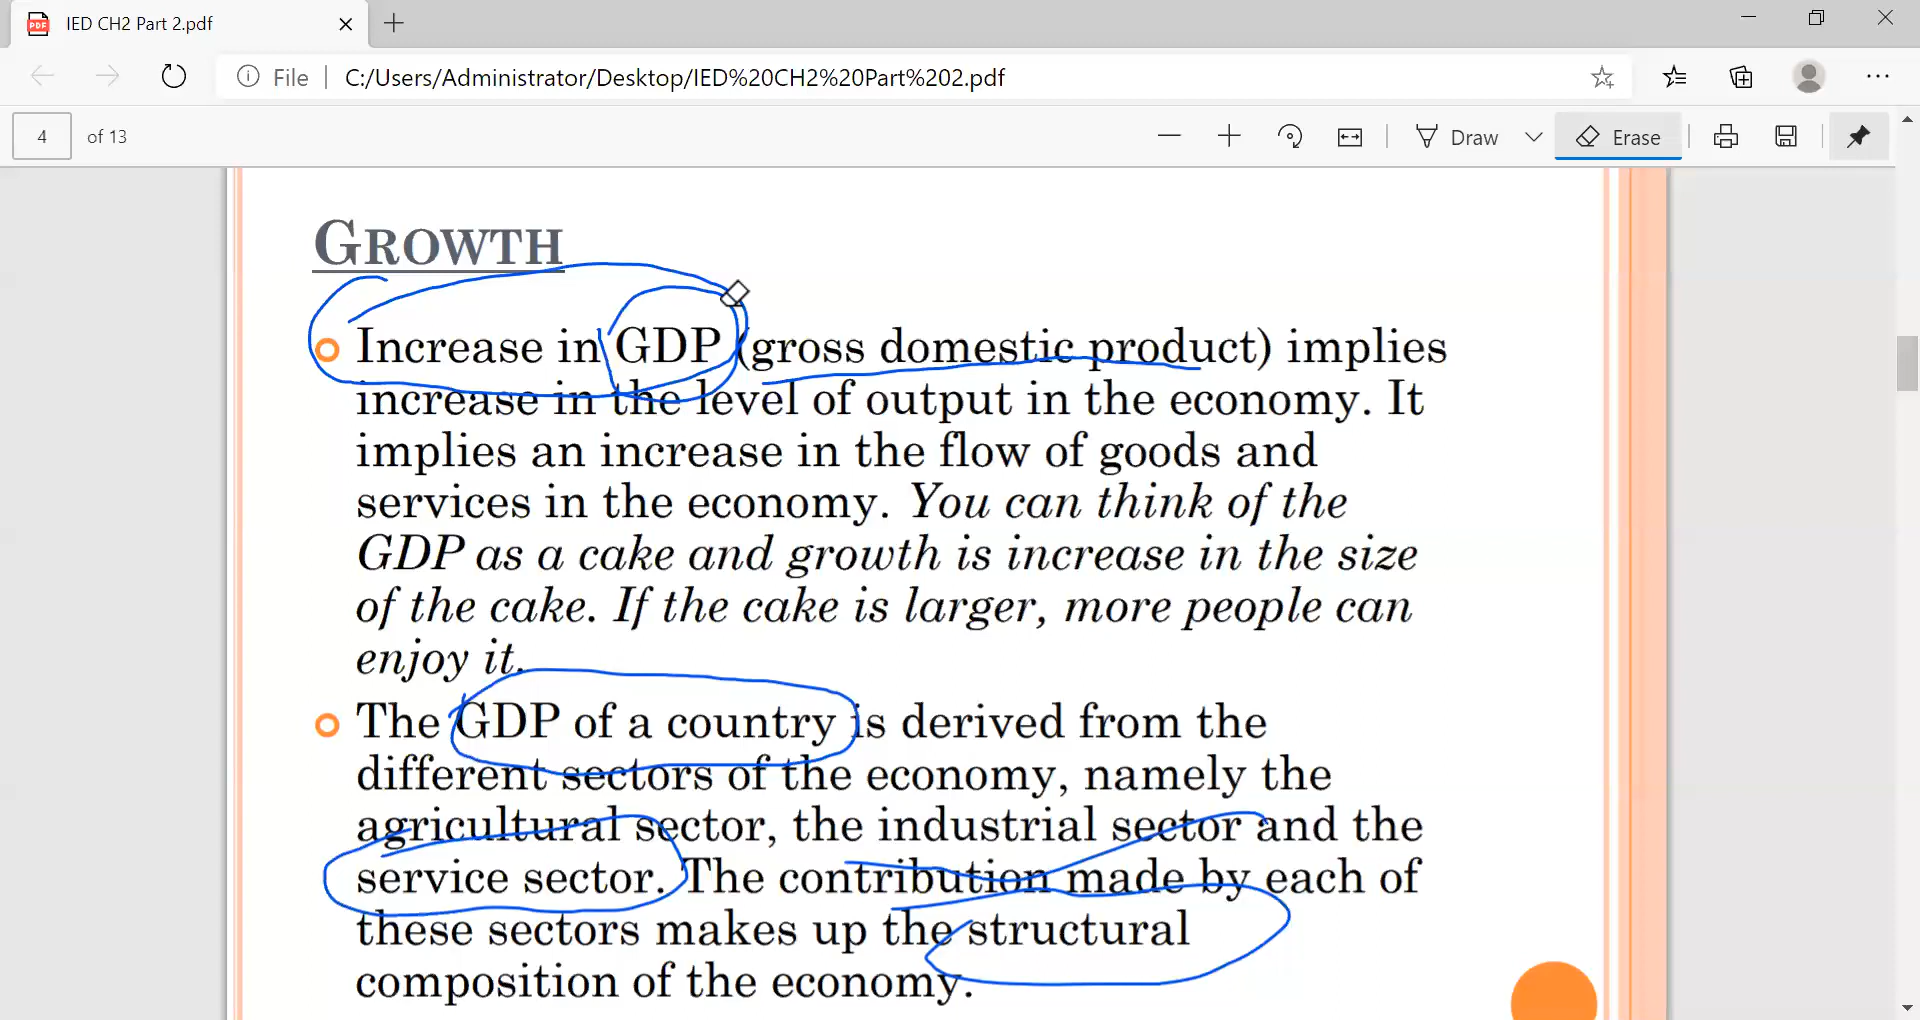 IED CH2 Part 2.pdf
File | C:/Users/Administrator/Desktop/IED%20CH2%20Part%202.pdf
4 of 13 Draw Erase
GROWTH
Increase in GDP (gross domestic product) implies
increase in the level of output in the economy. It
implies an increase in the flow of goods and
services in the economy. You can think of the
GDP as a cake and growth is increase in the size
of the cake. If the cake is larger, more people can
enjoy it.
The GDP of a country is derived from the
different sectors of the economy, namely the
agricultural sector, the industrial sector and the
service sector. The contribution made by each of
these sectors makes up the structural
composition of the economy.